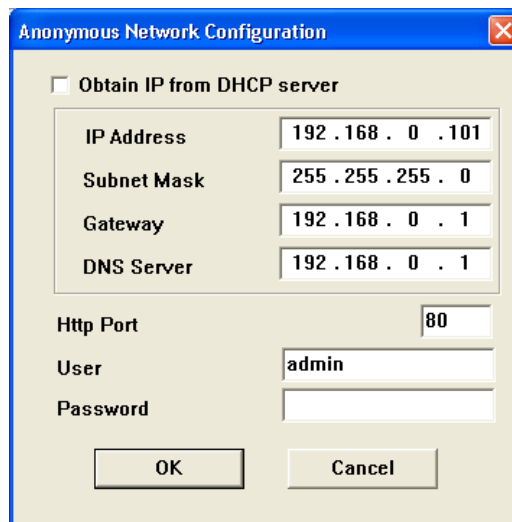 Anonymous Network Configuration
Obtain IP from DHCP server
IP Address 192 . 168 . 0 . 101
Subnet Mask 255 . 255 . 255 . 0
Gateway 192 . 168 . 0 . 1
DNS Server 192 . 168 . 0 . 1
Http Port 80
User admin
Password
OK Cancel